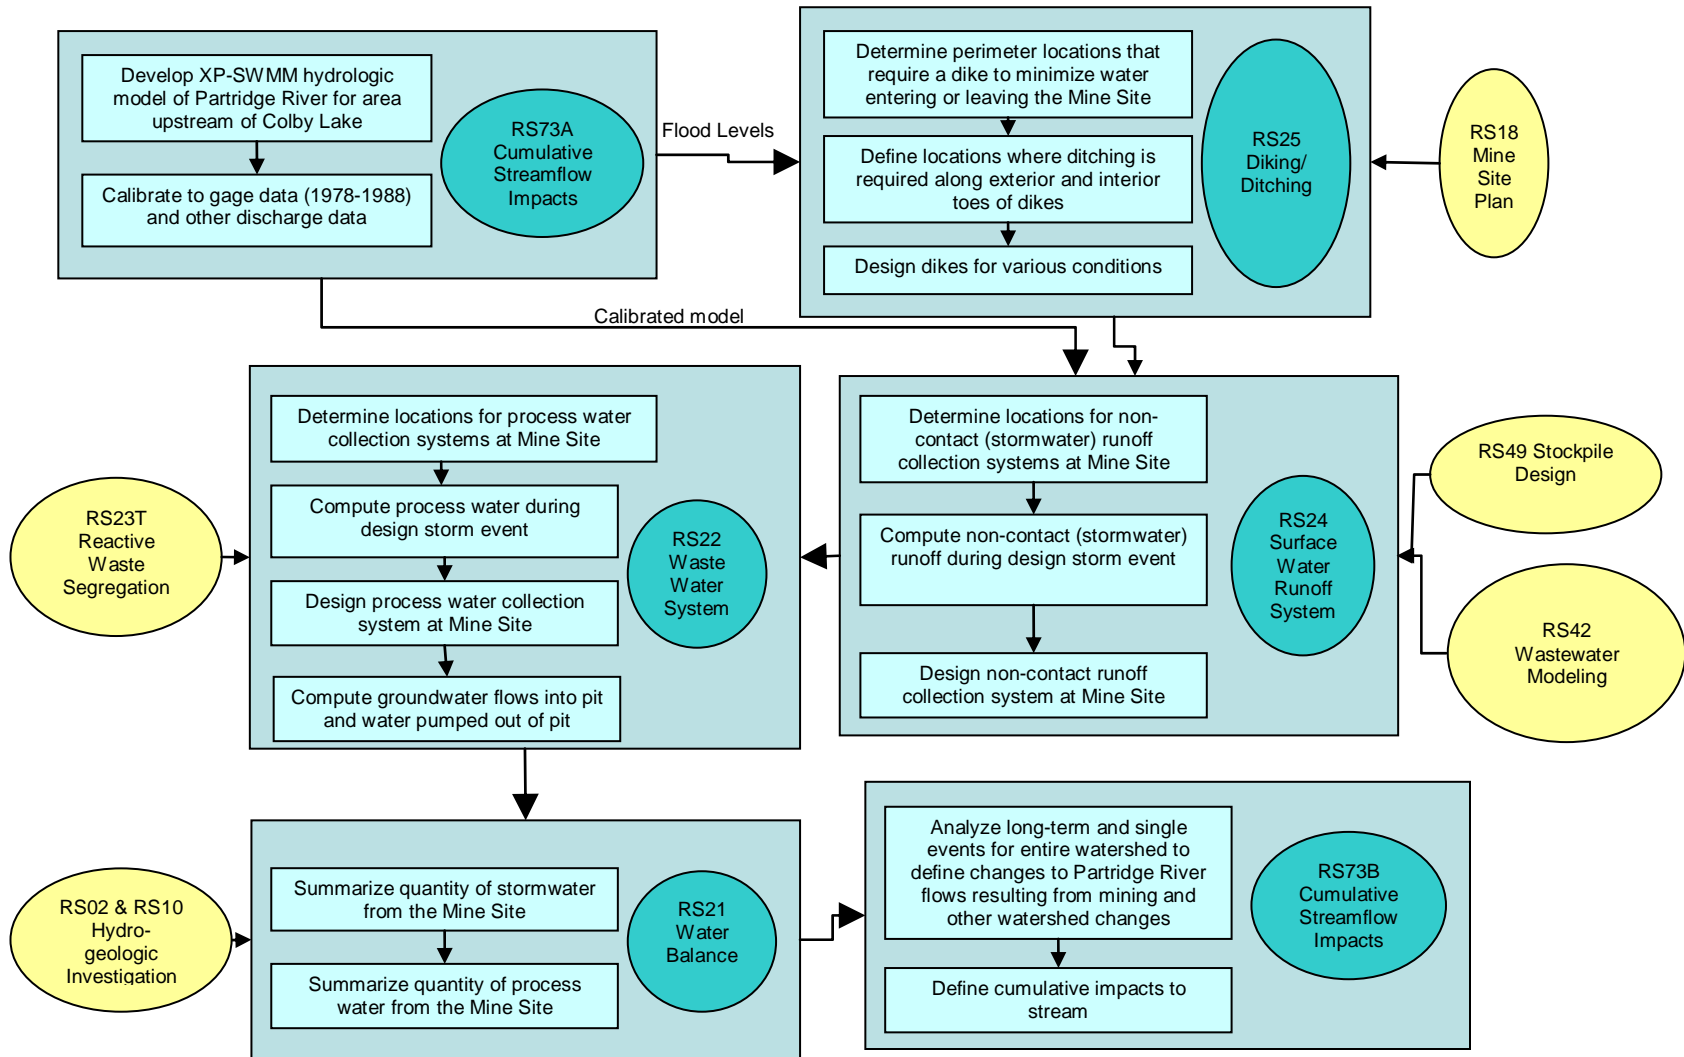 Develop XP-SWMM hydrologic
model of Partridge River for area
upstream of Colby Lake
Calibrate to gage data (1978-1988)
and other discharge data
RS73A
Cumulative
Streamflow
Impacts
Flood Levels
Determine perimeter locations that
require a dike to minimize water
entering or leaving the Mine Site
Define locations where ditching is
required along exterior and interior
toes of dikes
Design dikes for various conditions
RS25
Diking/
Ditching
RS18
Mine
Site
Plan
Calibrated model
Determine locations for process water
collection systems at Mine Site
Compute process water during
design storm event
Design process water collection
system at Mine Site
Compute groundwater flows into pit
and water pumped out of pit
RS22
Waste
Water
System
RS23T
Reactive
Waste
Segregation
Determine locations for non-
contact (stormwater) runoff
collection systems at Mine Site
Compute non-contact (stormwater)
runoff during design storm event
Design non-contact runoff
collection system at Mine Site
RS24
Surface
Water
Runoff
System
RS49 Stockpile
Design
RS42
Wastewater
Modeling
RS02 & RS10
Hydro-
geologic
Investigation
Summarize quantity of stormwater
from the Mine Site
Summarize quantity of process
water from the Mine Site
RS21
Water
Balance
Analyze long-term and single
events for entire watershed to
define changes to Partridge River
flows resulting from mining and
other watershed changes
Define cumulative impacts to
stream
RS73B
Cumulative
Streamflow
Impacts